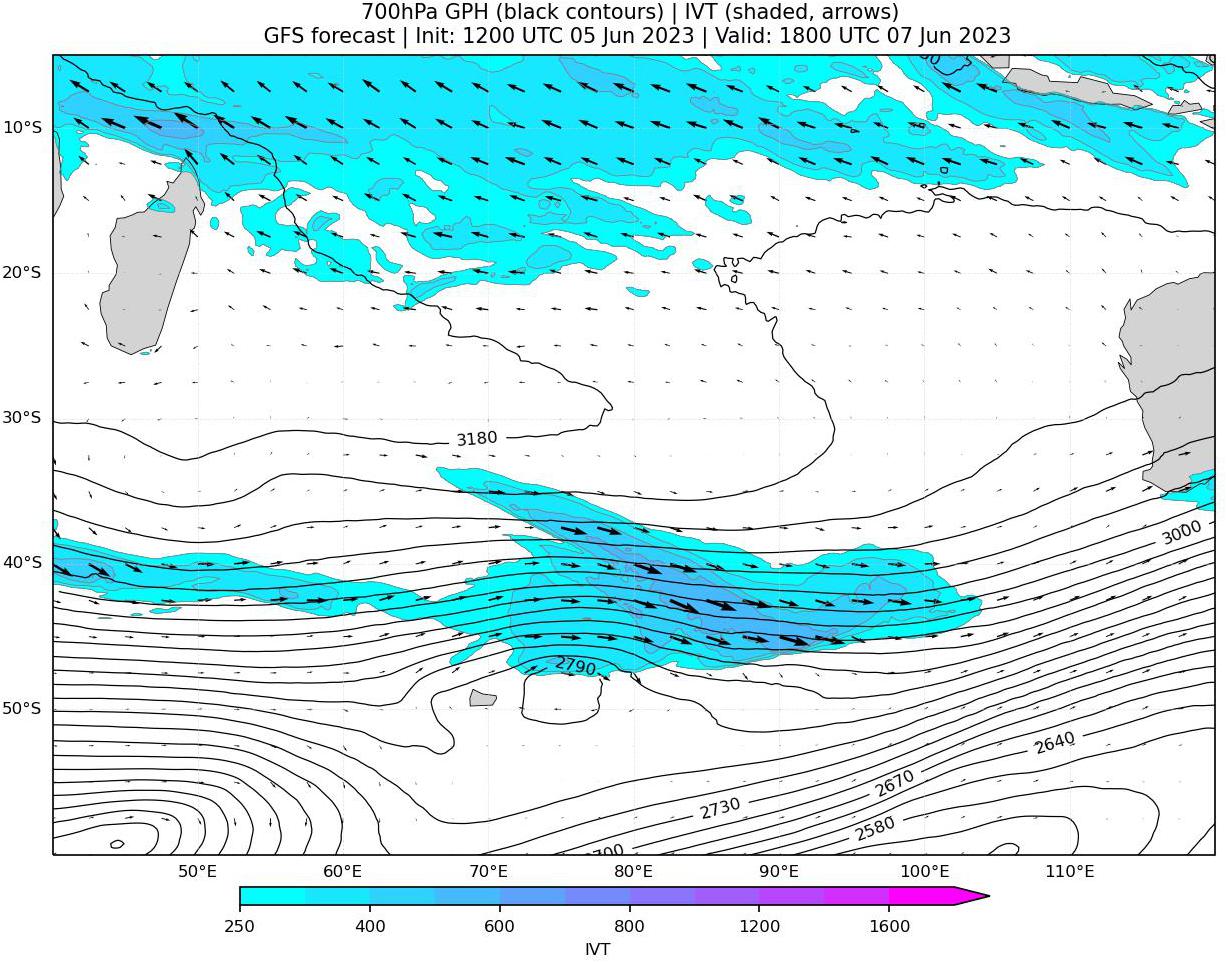 700hPa GPH (black contours) | IVT (shaded, arrows)
GFS forecast | Init: 1200 UTC 05 Jun 2023 | Valid: 1800 UTC 07 Jun 2023
10°S
20°S
30°S
3180
3000
40°S
2790
50°S
2640
2670
2730
2580
50°E 60°E 70°E 80°E 90°E 100°E 110°E
250 400 600 800 1200 1600
IVT